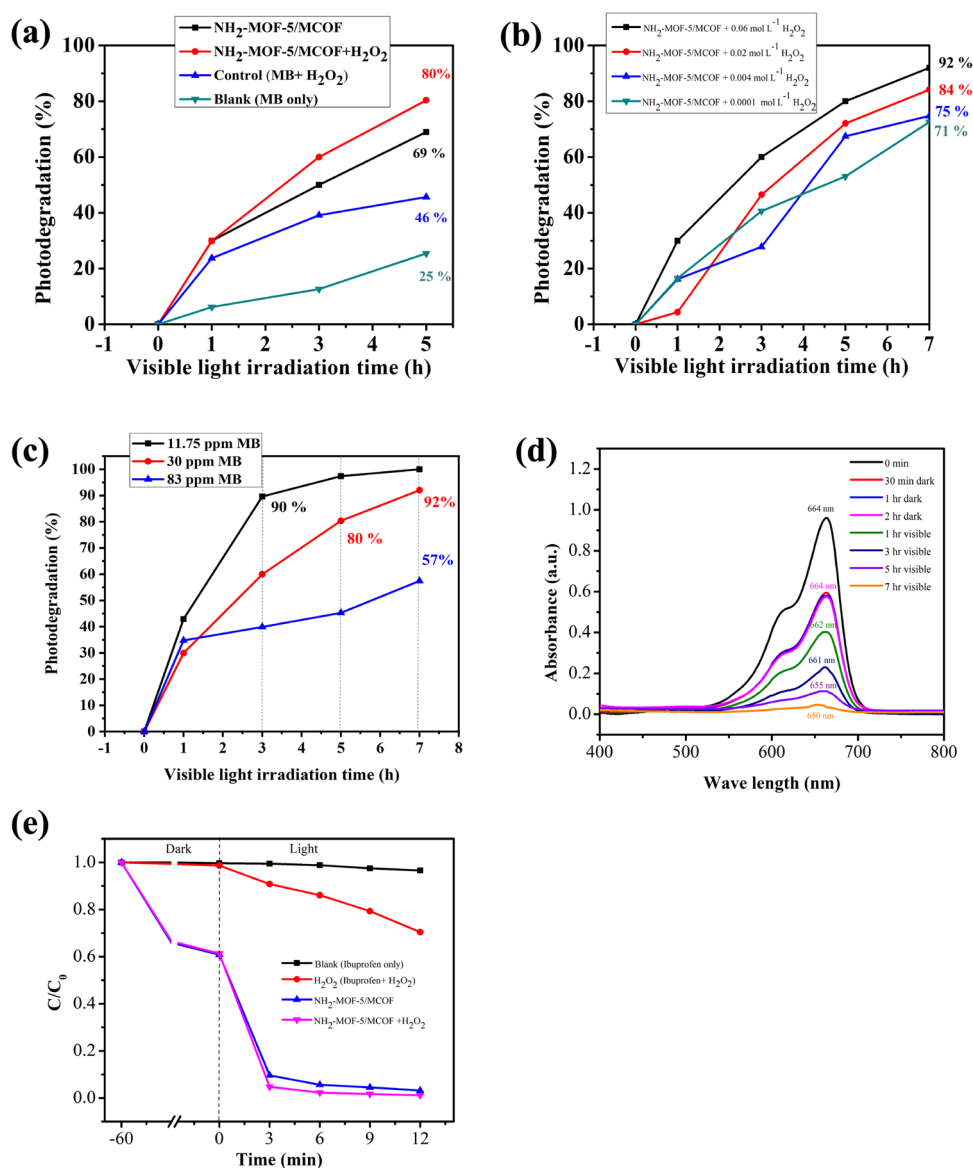 (a)
NH2-MOF-5/MCOF
NH2-MOF-5/MCOF+H2O2
Control (MB+ H2O2)
Blank (MB only)
Photodegradation (%)
100
80
60
40
20
0
80%
69 %
46 %
25 %
-1 0 1 2 3 4 5
Visible light irradiation time (h)
(b)
NH2-MOF-5/MCOF + 0.06 mol L-1 H2O2
NH2-MOF-5/MCOF + 0.02 mol L-1 H2O2
NH2-MOF-5/MCOF + 0.004 mol L-1 H2O2
NH2-MOF-5/MCOF + 0.0001 mol L-1 H2O2
Photodegradation (%)
100
80
60
40
20
0
92 %
84 %
75 %
71 %
-1 0 1 2 3 4 5 6 7
Visible light irradiation time (h)
(c)
11.75 ppm MB
30 ppm MB
83 ppm MB
Photodegradation (%)
100
90
80
70
60
50
40
30
20
10
0
90 %
80 %
92%
57%
-1 0 1 2 3 4 5 6 7 8
Visible light irradiation time (h)
(d)
0 min
30 min dark
1 hr dark
2 hr dark
1 hr visible
3 hr visible
5 hr visible
7 hr visible
Absorbance (a.u.)
1.2
1.0
0.8
0.6
0.4
0.2
0.0
664 nm
664 nm
662 nm
661 nm
655 nm
650 nm
400 500 600 700 800
Wave length (nm)
(e)
Dark Light
C/C0
1.0
0.8
0.6
0.4
0.2
0.0
Blank (Ibuprofen only)
H2O2 (Ibuprofen+ H2O2)
NH2-MOF-5/MCOF
NH2-MOF-5/MCOF +H2O2
-60 0 3 6 9 12
Time (min)